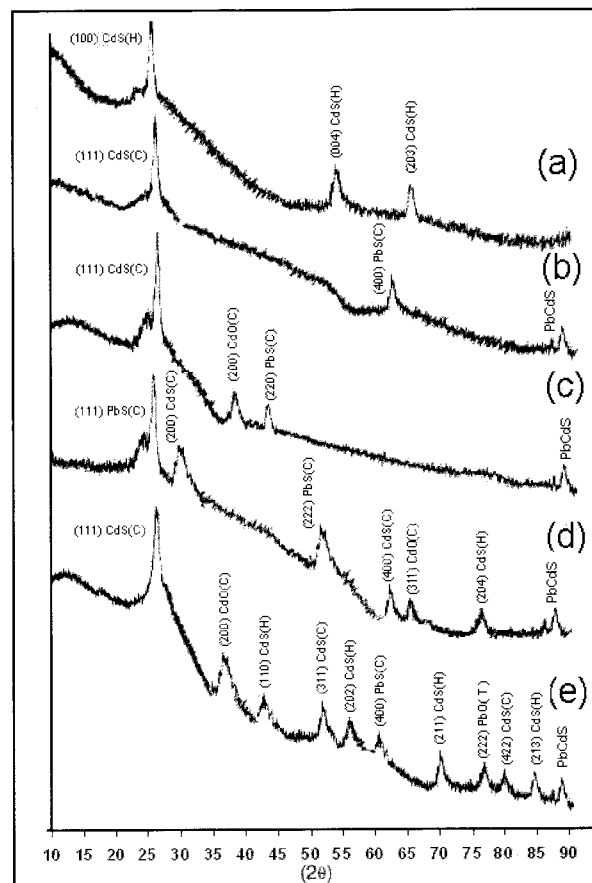 (100) CdS(H)
(004) CdS(H)
(203) CdS(H)
(a)
(111) CdS(C)
(400) PbS(C)
PbCdS
(b)
(111) CdS(C)
(200) CdO(C)
(220) PbS(C)
PbCdS
(c)
(111) PbS(C)
(200) CdS(C)
(222) PbS(C)
(400) CdS(C)
(311) CdO(C)
(204) CdS(H)
PbCdS
(d)
(111) CdS(C)
(200) CdO(C)
(110) CdS(H)
(311) CdS(C)
(202) CdS(H)
(400) PbS(C)
(211) CdS(H)
(222) PbO(T)
(422) CdS(C)
(213) CdS(H)
PbCdS
(e)
10 15 20 25 30 35 40 45 50 55 60 65 70 75 80 85 90
(2θ)